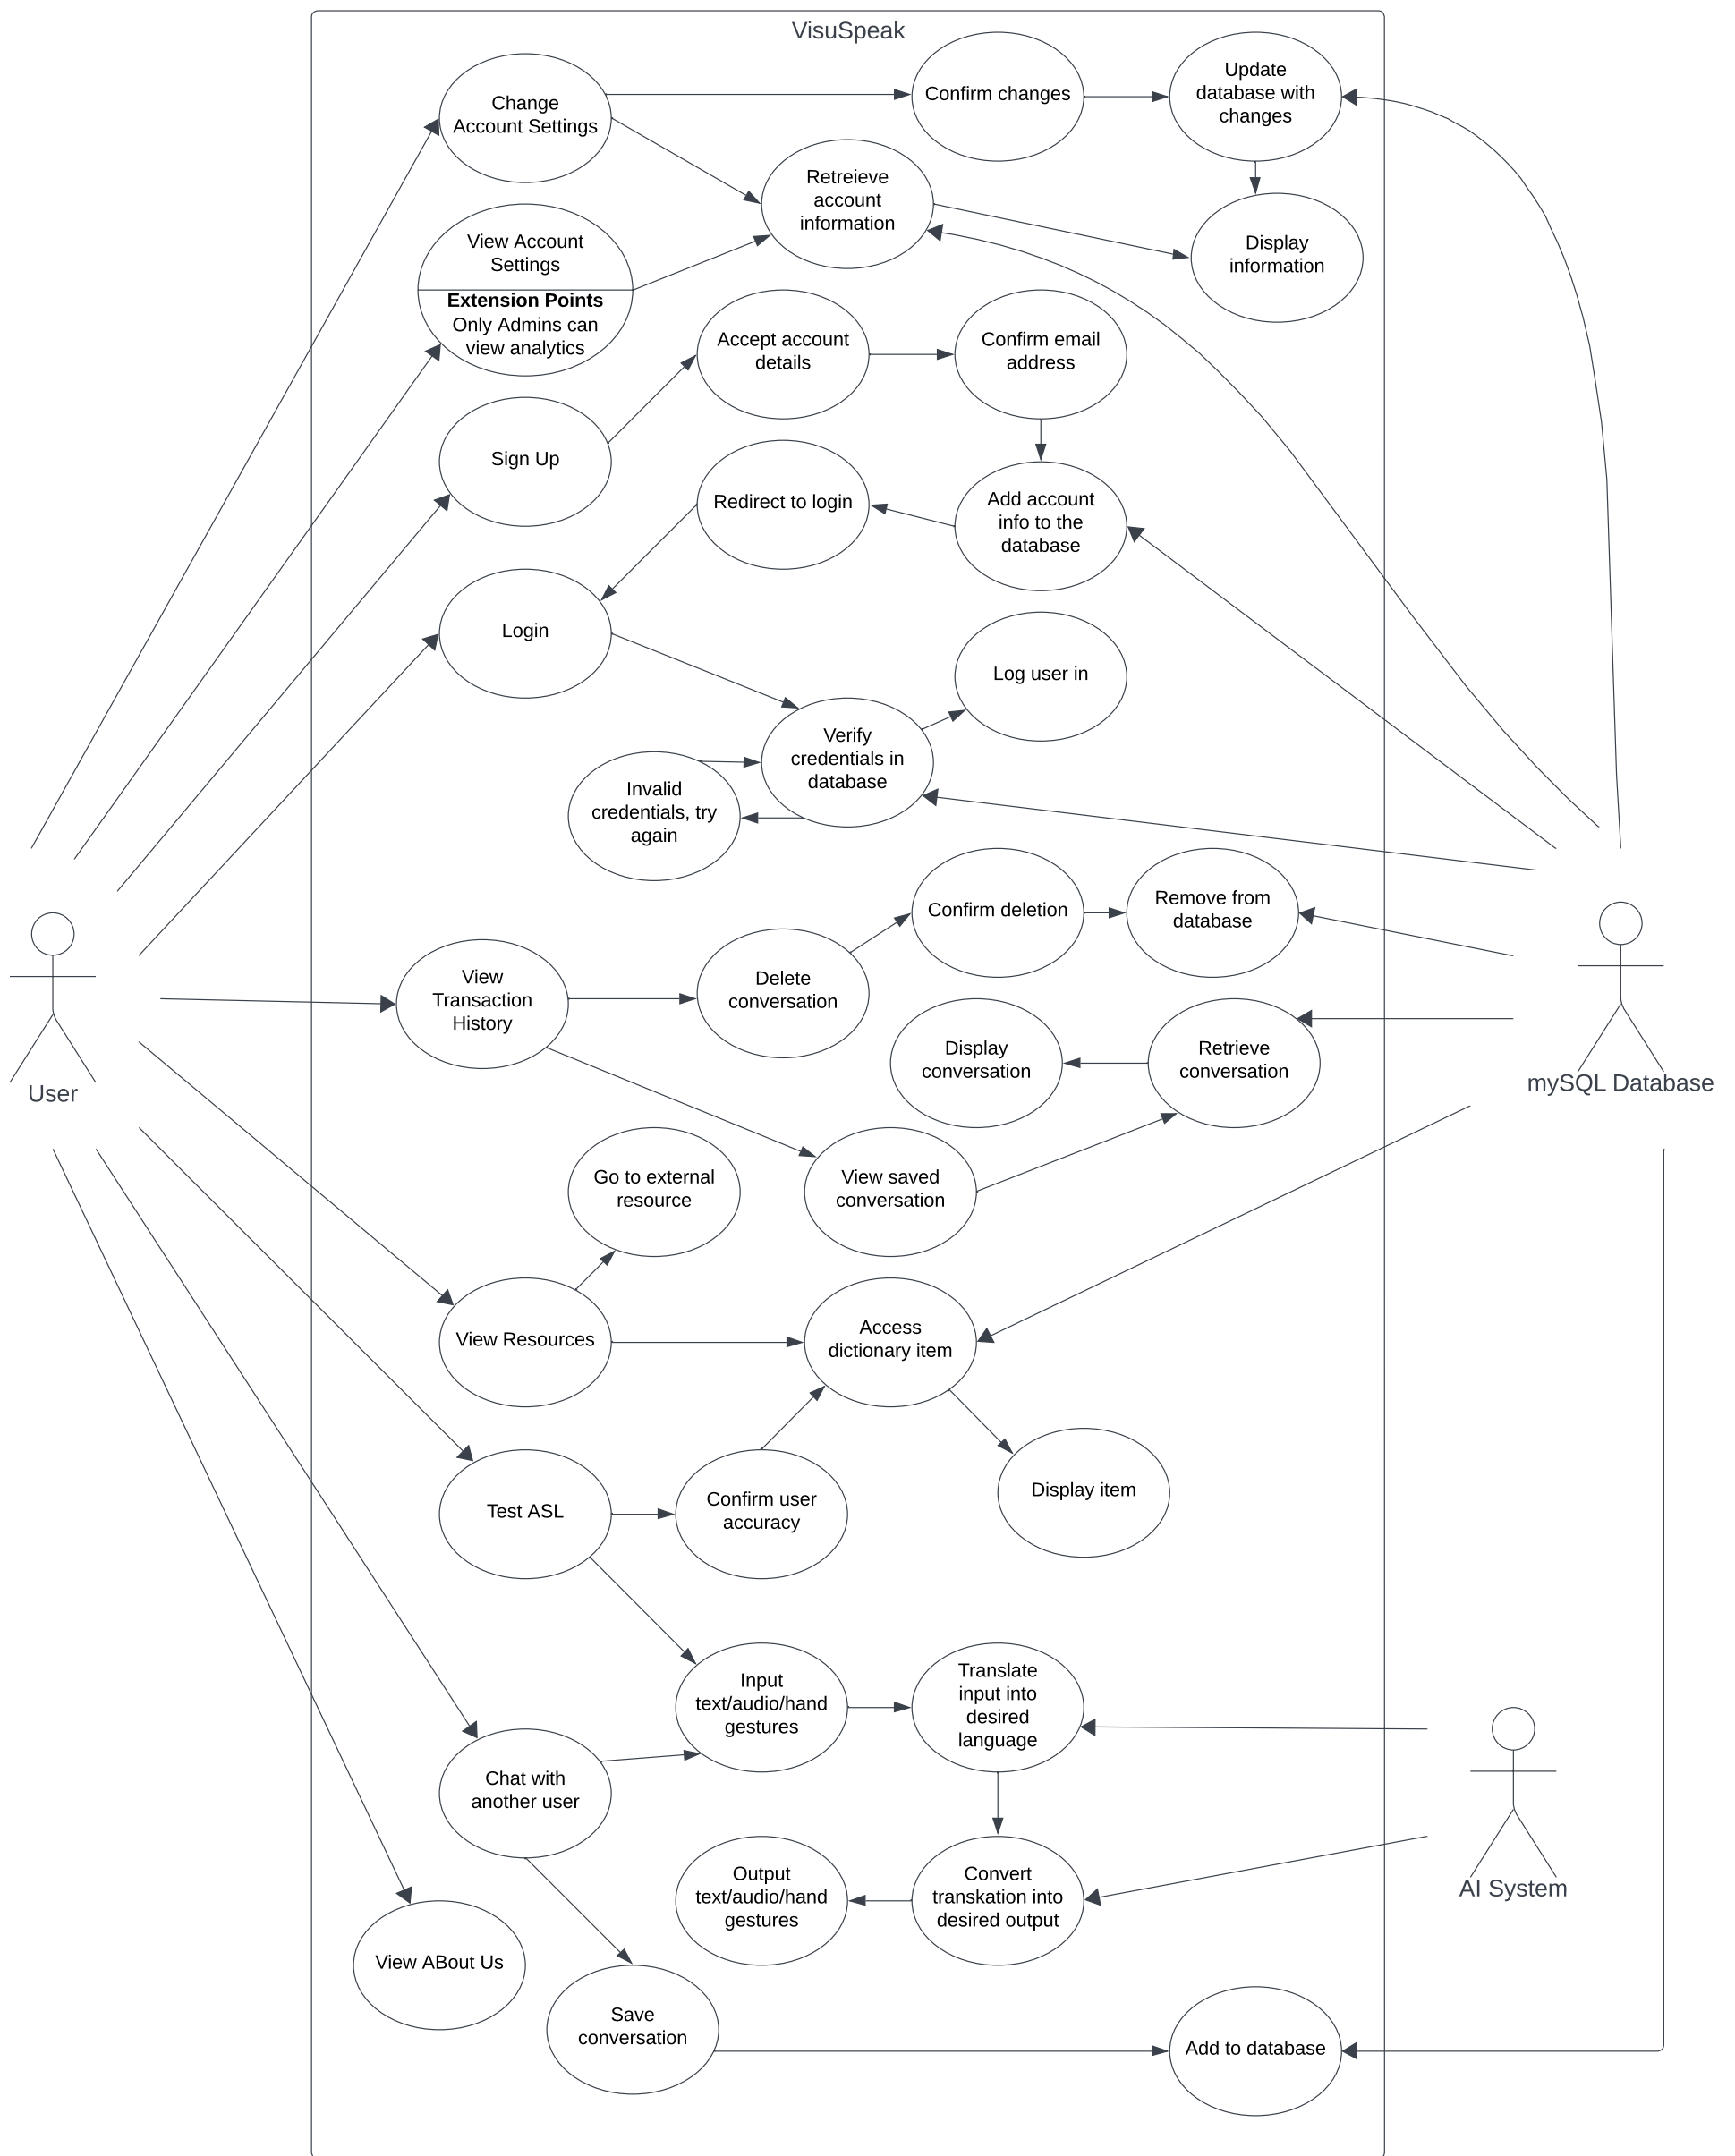 VisuSpeak
Change
Account Settings
Confirm changes
Update
database with
changes
Retreieve
account
information
Display
information
View Account
Settings
Extension Points
Only Admins can
view analytics
Accept account
details
Confirm email
address
Sign Up
Redirect to login
Add account
info to the
database
Login
Log user in
Verify
credentials in
database
Invalid
credentials, try
again
Confirm deletion
Remove from
database
View
Transaction
History
Delete
conversation
Display
conversation
Retrieve
conversation
User
mySQL Database
Go to external
resource
View saved
conversation
View Resources
Access
dictionary item
Test ASL
Confirm user
accuracy
Display item
Input
text/audio/hand
gestures
Translate
input into
desired
language
Chat with
another user
Output
text/audio/hand
gestures
Convert
transkation into
desired output
AI System
View ABout Us
Save
conversation
Add to database